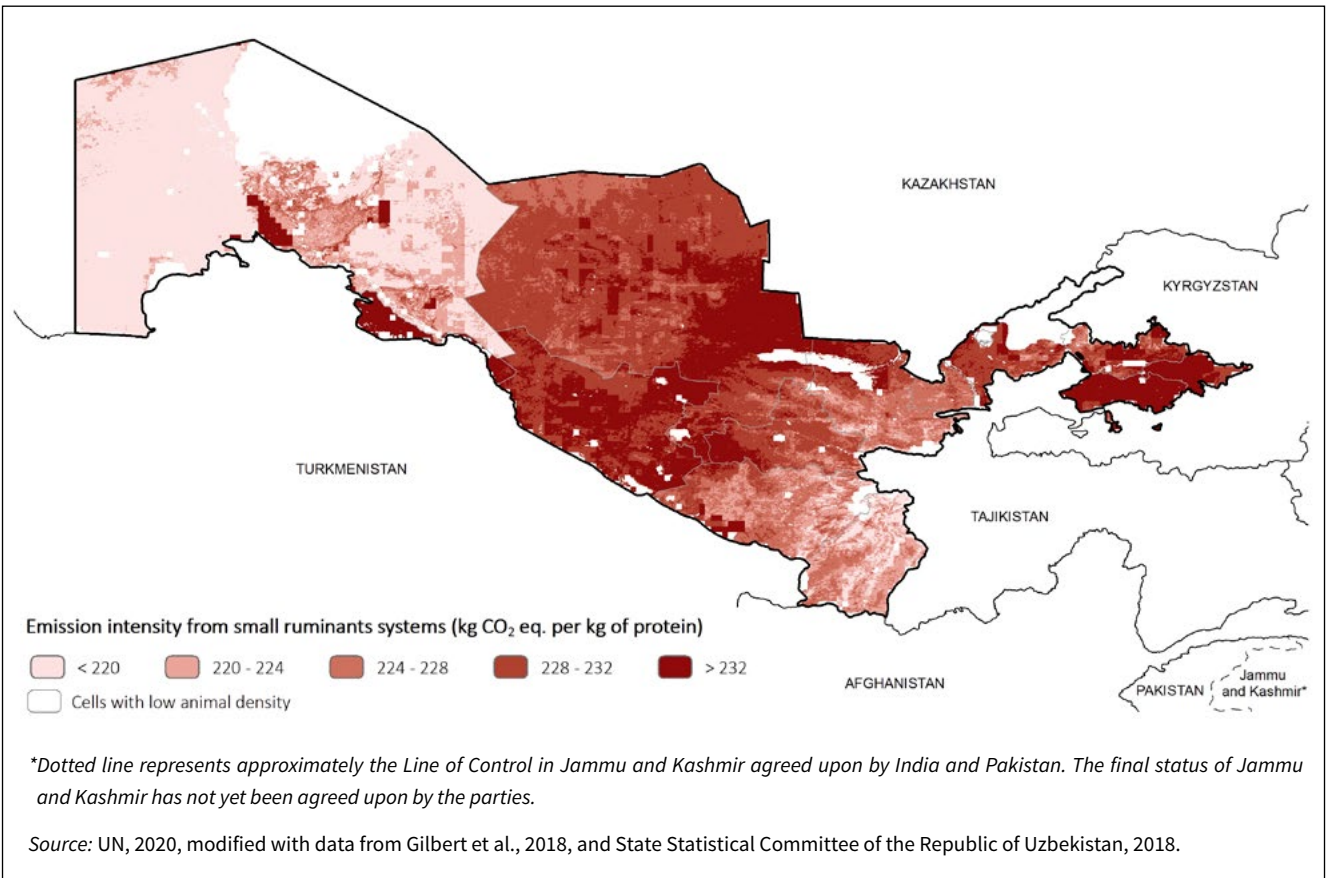 KAZAKHSTAN
KYRGYZSTAN
TURKMENISTAN
TAJIKISTAN
Emission intensity from small ruminants systems (kg CO₂ eq. per kg of protein)
< 220 220 - 224 224 - 228 228 - 232 > 232
Cells with low animal density
AFGHANISTAN
PAKISTAN
Jammu
and Kashmir*
*Dotted line represents approximately the Line of Control in Jammu and Kashmir agreed upon by India and Pakistan. The final status of Jammu
and Kashmir has not yet been agreed upon by the parties.
Source: UN, 2020, modified with data from Gilbert et al., 2018, and State Statistical Committee of the Republic of Uzbekistan, 2018.